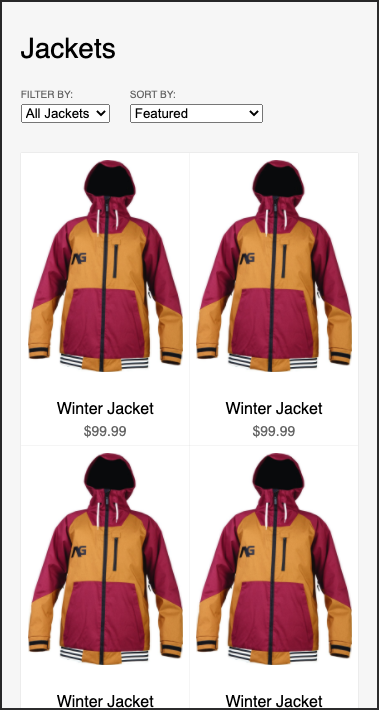 Jackets
FILTER BY: SORT BY:
All Jackets Featured
AG AG
Winter Jacket Winter Jacket
$99.99 $99.99
AG AG
Winter Jacket Winter Jacket